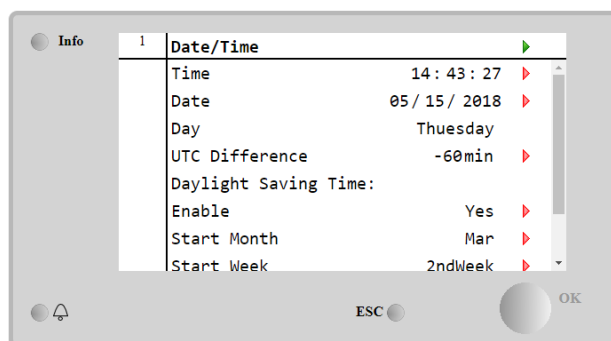 Info
1 Date/Time
Time 14:43:27
Date 05/15/2018
Day Thuesday
UTC Difference -60min
Daylight Saving Time:
Enable Yes
Start Month Mar
Start Week 2ndWeek
ESC
OK